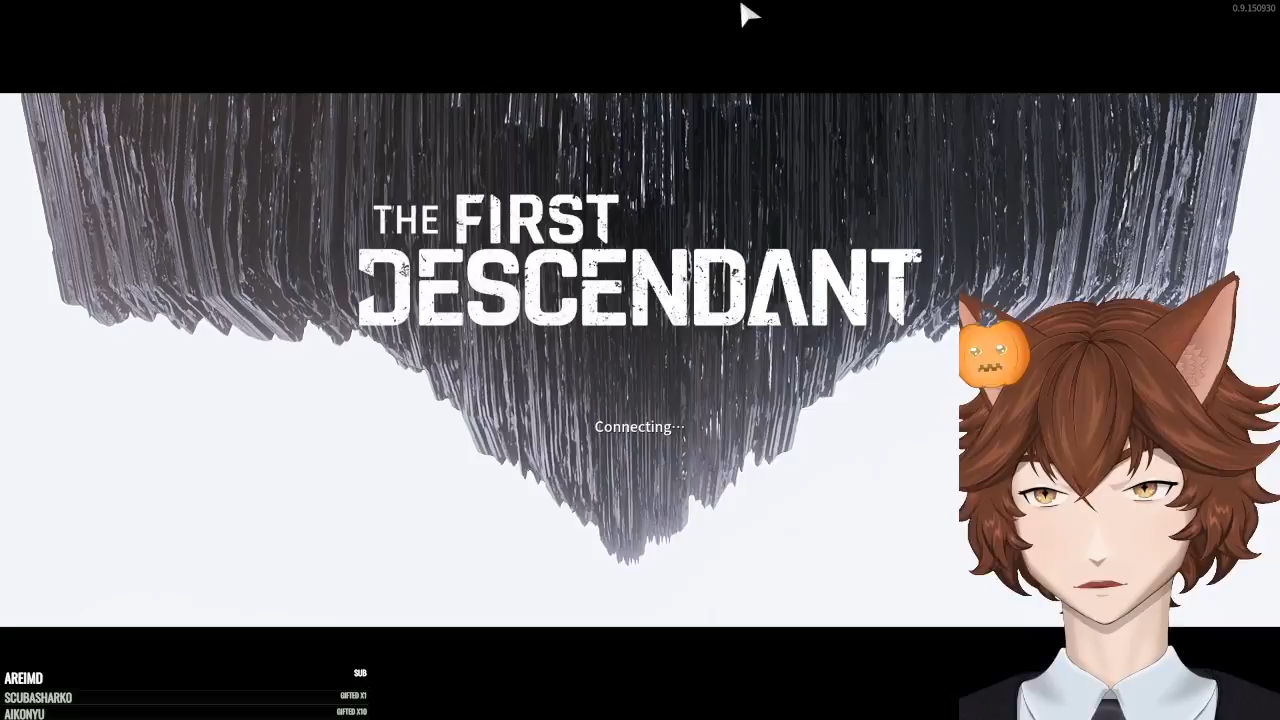 0.9.150930
THE FIRST
DESCENDANT
Connecting···
AREIMD SUB
SCUBASHARKO GIFTED X1
AIKONYU GIFTED X10